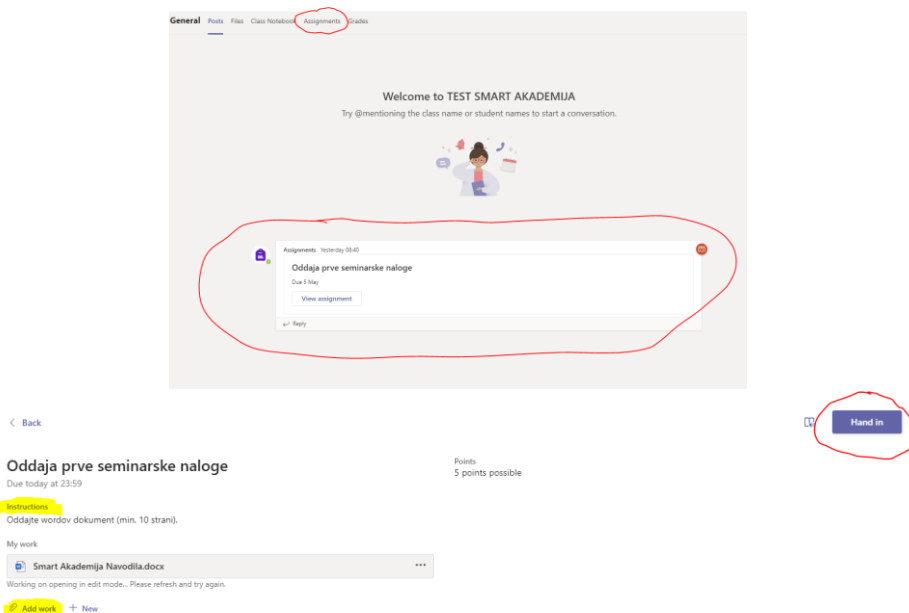 General Posts Files Class Notebook Assignments Grades
Welcome to TEST SMART AKADEMIJA
Try @mentioning the class name or student names to start a conversation.
Assignments Yesterday 08:40
Oddaja prve seminarske naloge
Due 5 May
View assignment
Reply
Back
Hand in
Oddaja prve seminarske naloge
Due today at 23:59
Points
5 points possible
Instructions
Oddajte wordov dokument (min. 10 strani).
My work
Smart Akademija Navodila.docx
Working on opening in edit mode... Please refresh and try again.
Add work + New